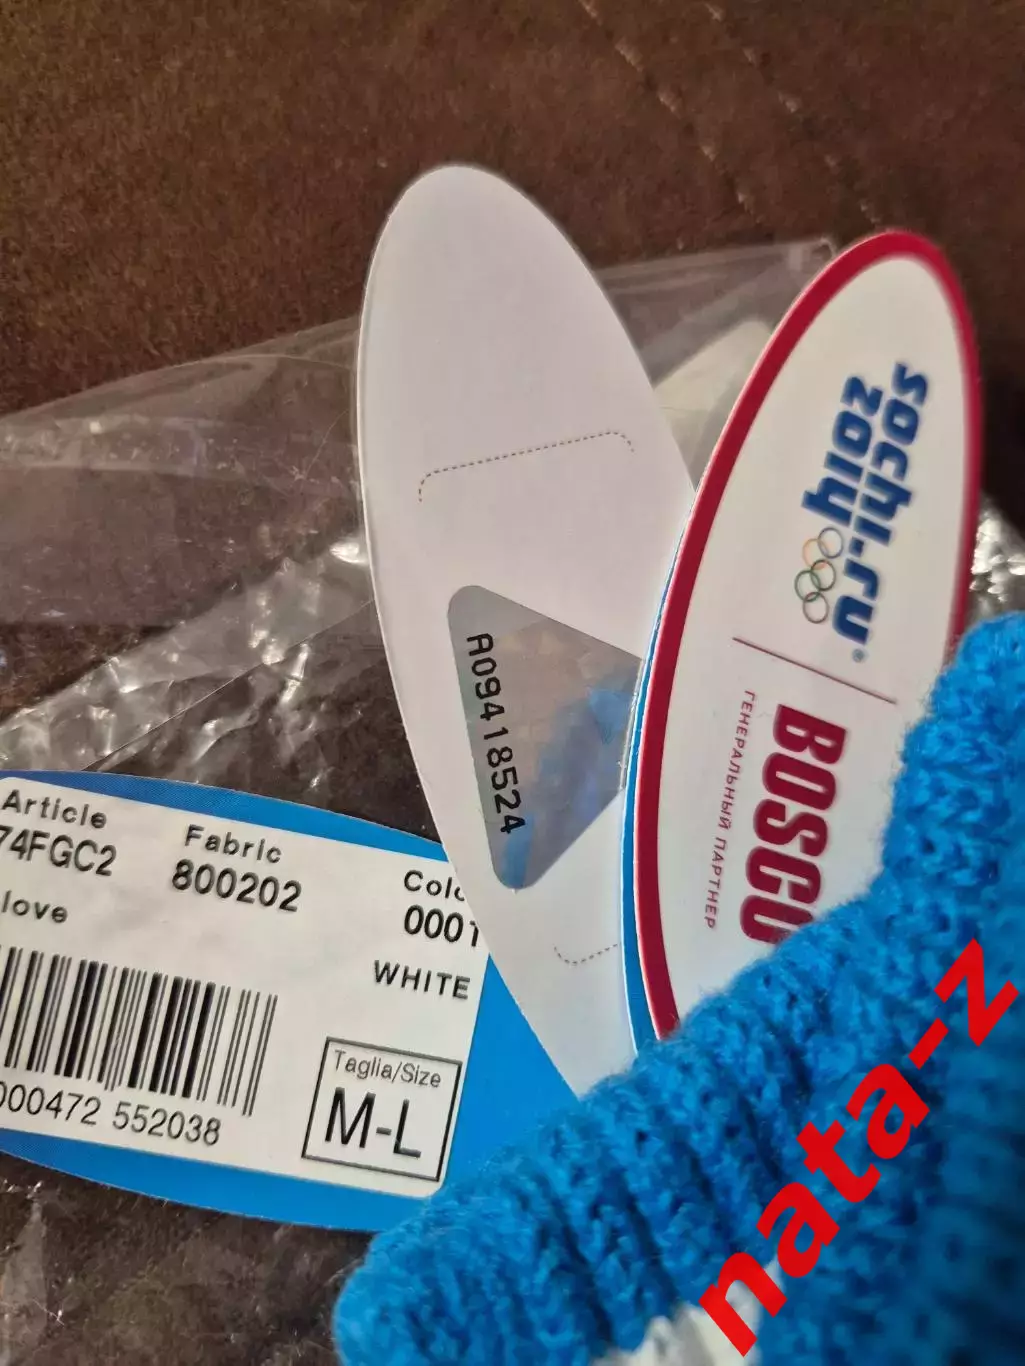 sochi.ru
2014
BOSCO
ГЕНЕРАЛЬНЫЙ ПАРТНЕР
A09418524
Article
74FGC2
Fabric
800202
Colo
0001
love
WHITE
Taglia/Size
M-L
000472 552038
nata-z